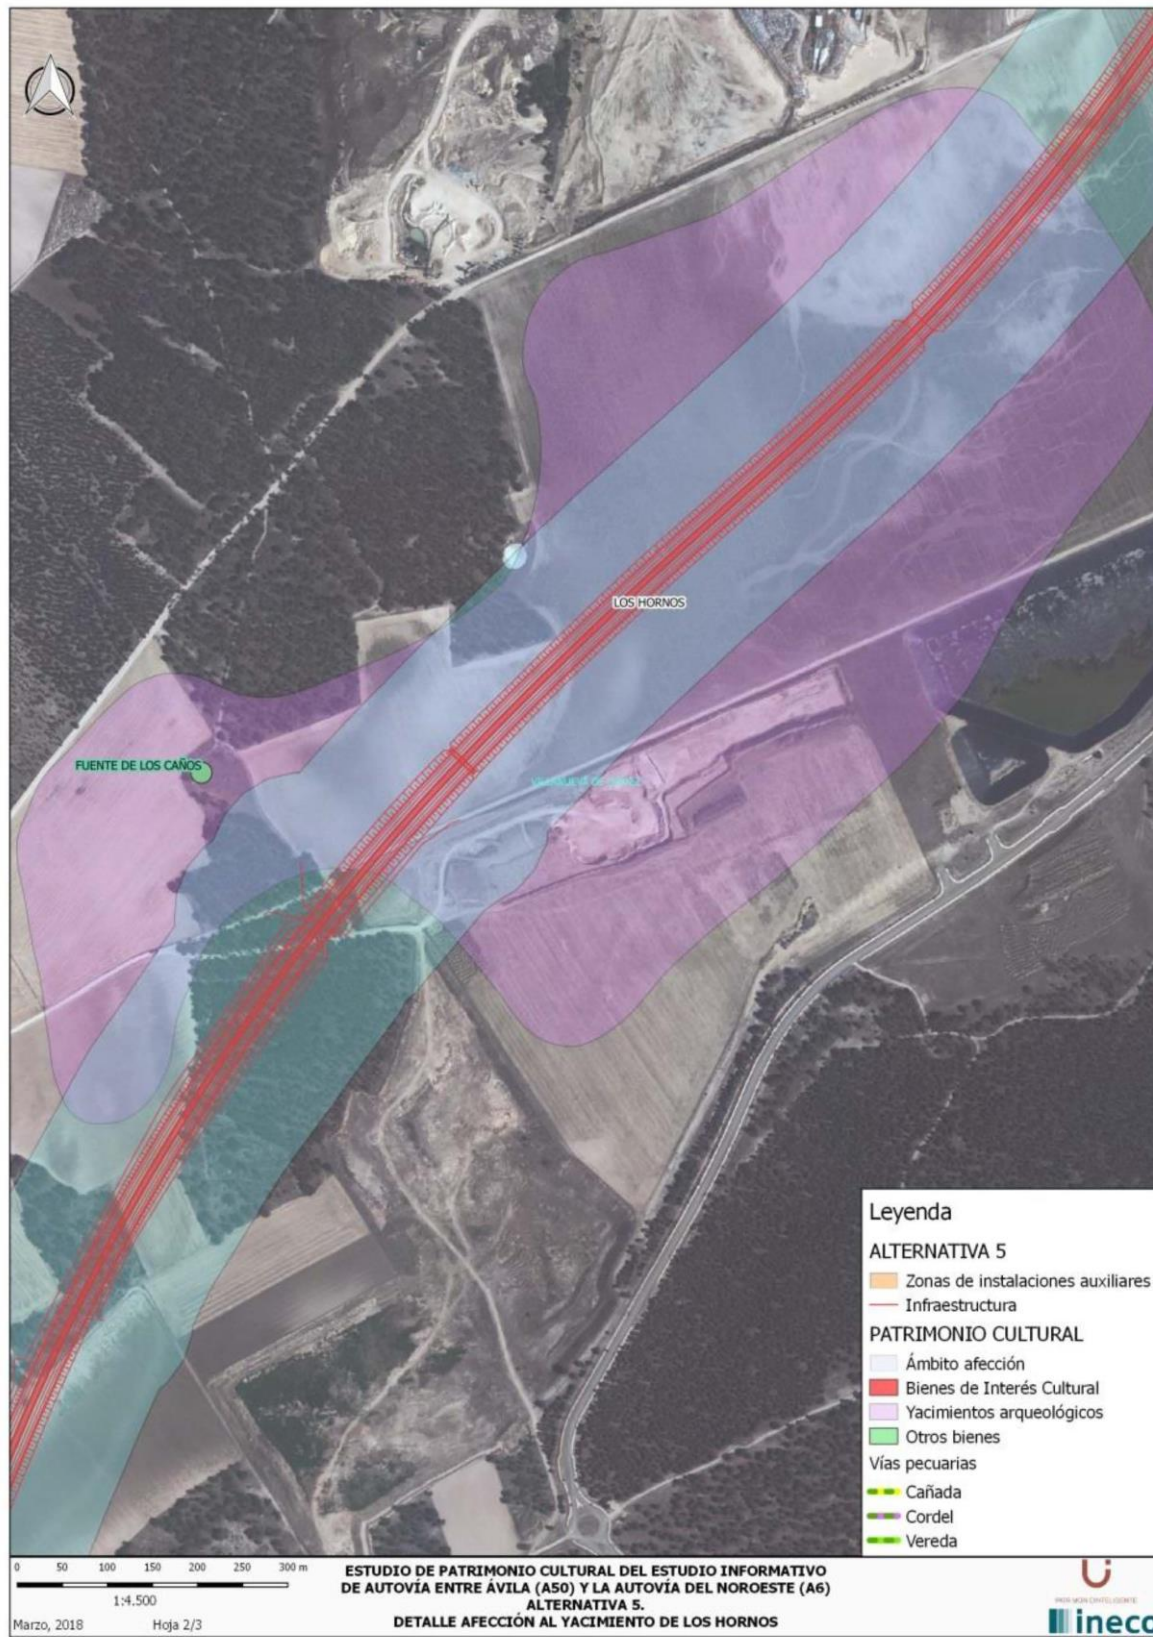 LOS HORNOS
FUENTE DE LOS CAÑOS
Leyenda
ALTERNATIVA 5
Zonas de instalaciones auxiliares
Infraestructura
PATRIMONIO CULTURAL
Ámbito afección
Bienes de Interés Cultural
Yacimientos arqueológicos
Otros bienes
Vías pecuarias
Cañada
Cordel
Vereda
0 50 100 150 200 250 300 m
1:4.500
Marzo, 2018 Hoja 2/3
ESTUDIO DE PATRIMONIO CULTURAL DEL ESTUDIO INFORMATIVO
DE AUTOVÍA ENTRE ÁVILA (A50) Y LA AUTOVÍA DEL NOROESTE (A6)
ALTERNATIVA 5.
DETALLE AFECCIÓN AL YACIMIENTO DE LOS HORNOS
ineco